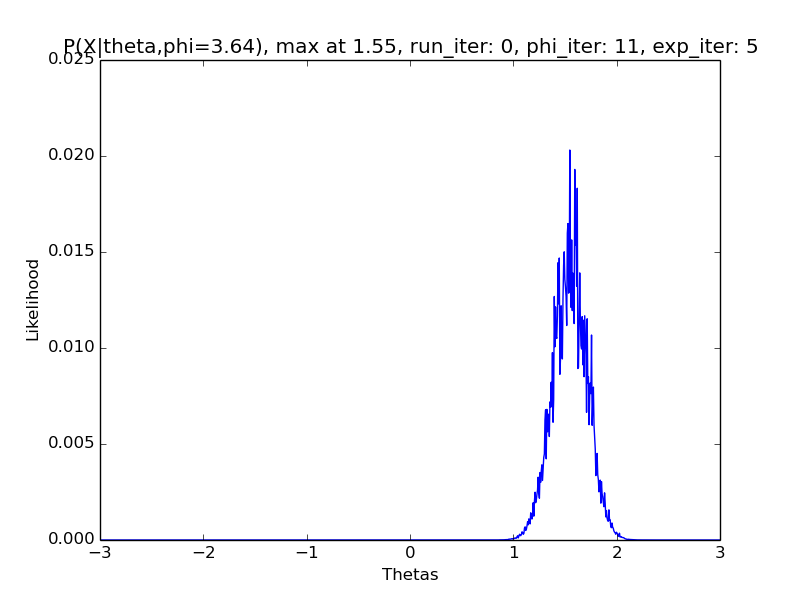 P(X|theta,phi=3.64), max at 1.55, run_iter: 0, phi_iter: 11, exp_iter: 5
0.025
0.020
0.015
0.010
0.005
0.000
Likelihood
−3 −2 −1 0 1 2 3
Thetas